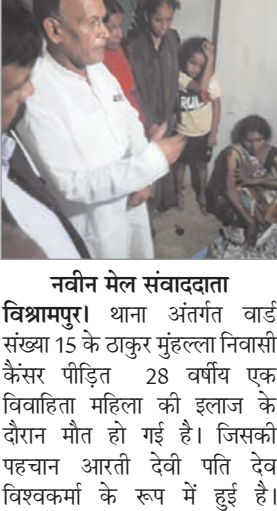 नवीन मेल संवाददाता
विश्रामपुर। थाना अंतर्गत वार्ड
संख्या 15 के ठाकुर मुंहल्ला निवासी
कैंसर पीड़ित 28 वर्षीय एक
विवाहिता महिला की इलाज के
दौरान मौत हो गई है। जिसकी
पहचान आरती देवी पति देव
विश्वकर्मा के रूप में हुई है।